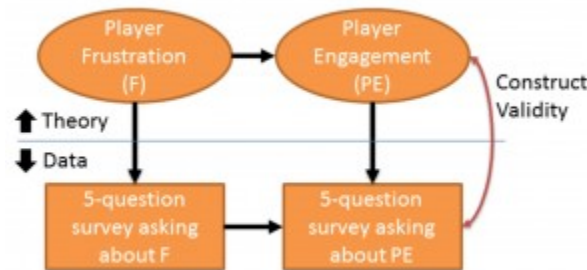 Player
Frustration
(F)
Player
Engagement
(PE)
Construct
Validity
Theory
Data
5-question
survey asking
about F
5-question
survey asking
about PE